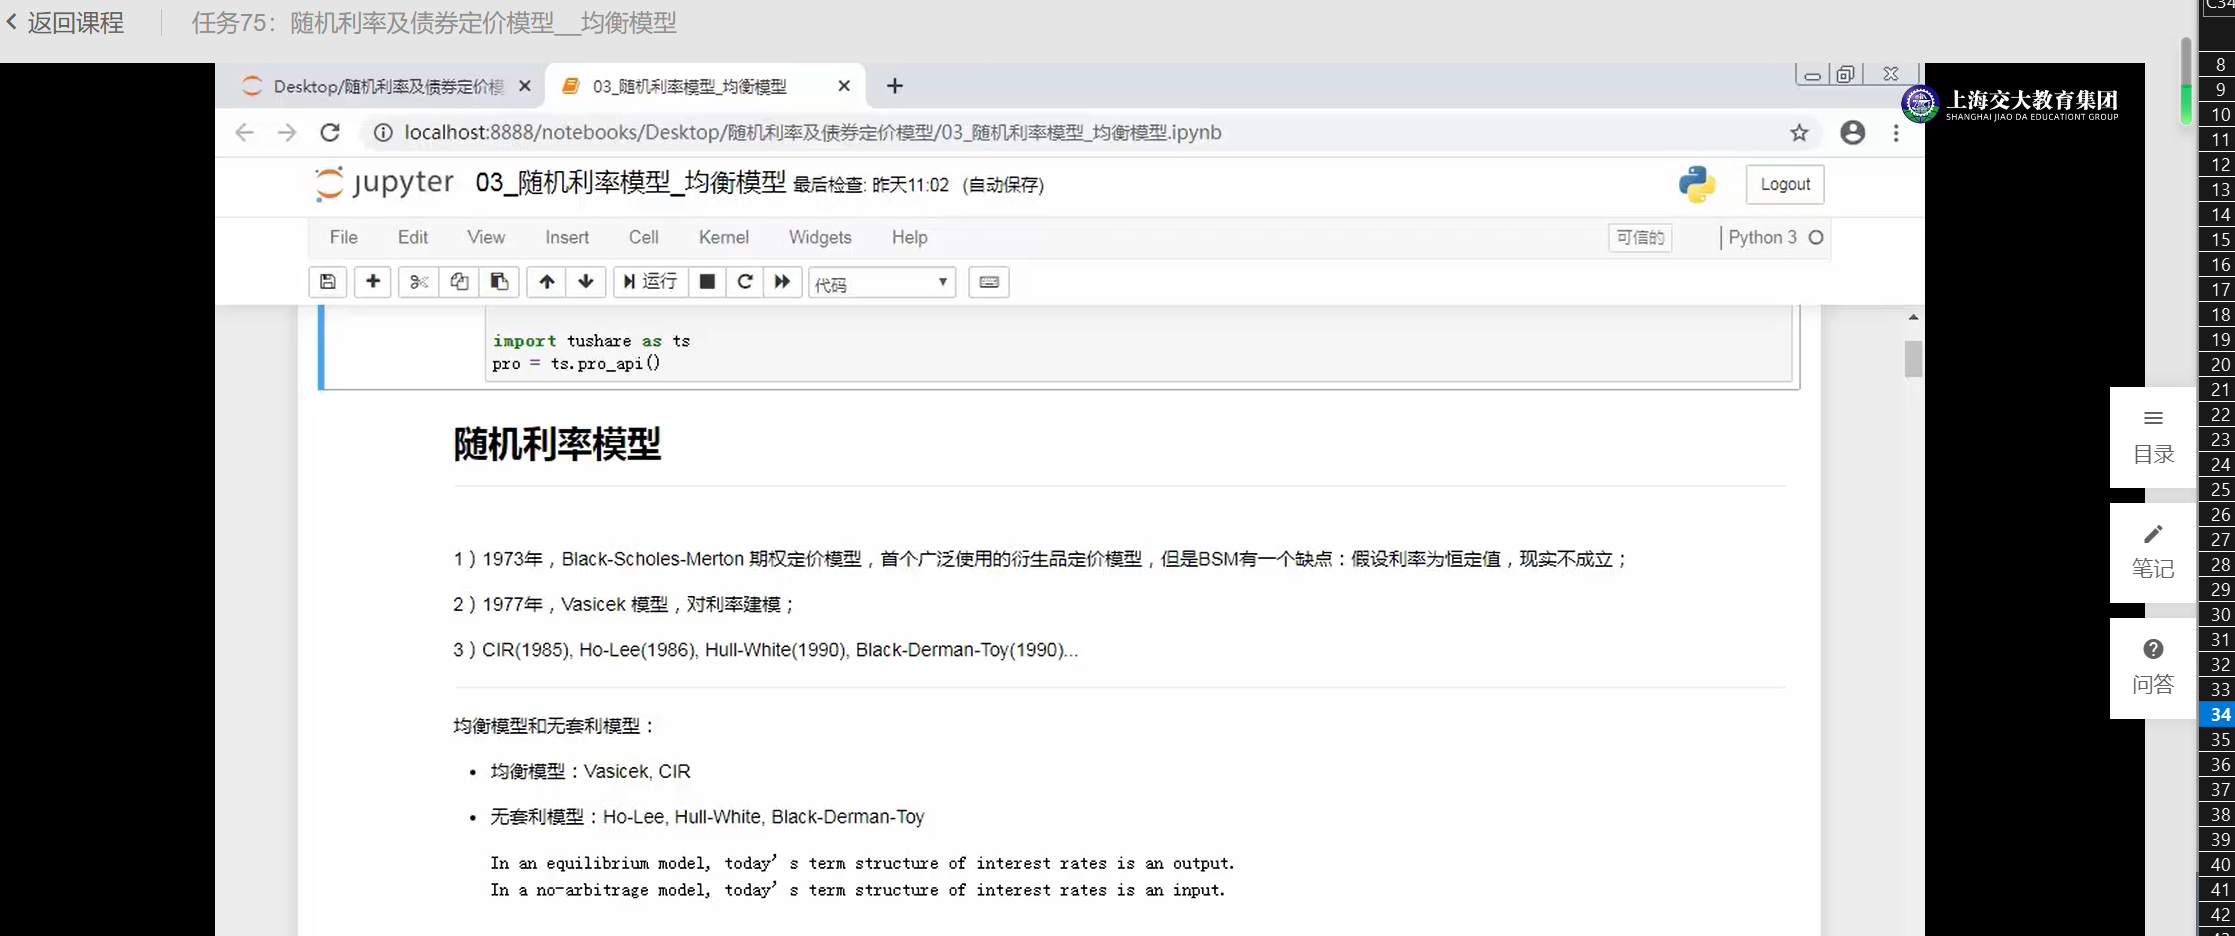 返回课程
任务75：随机利率及债券定价模型__均衡模型
Desktop/随机利率及债券定价模
03_随机利率模型_均衡模型
上海交大教育集团
SHANGHAI JIAO DA EDUCATIONT GROUP
localhost:8888/notebooks/Desktop/随机利率及债券定价模型/03_随机利率模型_均衡模型.ipynb
jupyter 03_随机利率模型_均衡模型 最后检查: 昨天11:02 (自动保存)
Logout
File Edit View Insert Cell Kernel Widgets Help
可信的
Python 3
运行
代码
import tushare as ts
pro = ts.pro_api()
随机利率模型
1）1973年，Black-Scholes-Merton 期权定价模型，首个广泛使用的衍生品定价模型，但是BSM有一个缺点：假设利率为恒定值，现实不成立；
2）1977年，Vasicek 模型，对利率建模；
3）CIR(1985), Ho-Lee(1986), Hull-White(1990), Black-Derman-Toy(1990)...
均衡模型和无套利模型：
• 均衡模型：Vasicek, CIR
• 无套利模型：Ho-Lee, Hull-White, Black-Derman-Toy
In an equilibrium model, today’s term structure of interest rates is an output.
In a no-arbitrage model, today’s term structure of interest rates is an input.
目录
笔记
问答
C34
8
9
10
11
12
13
14
15
16
17
18
19
20
21
22
23
24
25
26
27
28
29
30
31
32
33
34
35
36
37
38
39
40
41
42